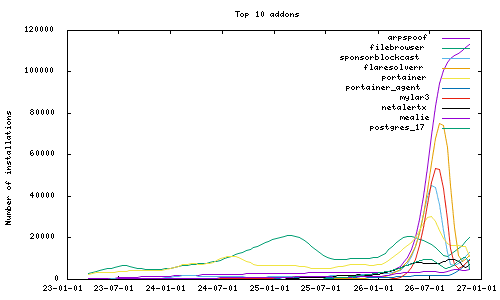 Top 10 addons
120000
100000
80000
60000
40000
20000
0
Number of installations
arpspoof
filebrowser
sponsorblockcast
flaresolverr
portainer
portainer_agent
mylar3
netalertx
mealie
postgres_17
23-01-01 23-07-01 24-01-01 24-07-01 25-01-01 25-07-01 26-01-01 26-07-01 27-01-01